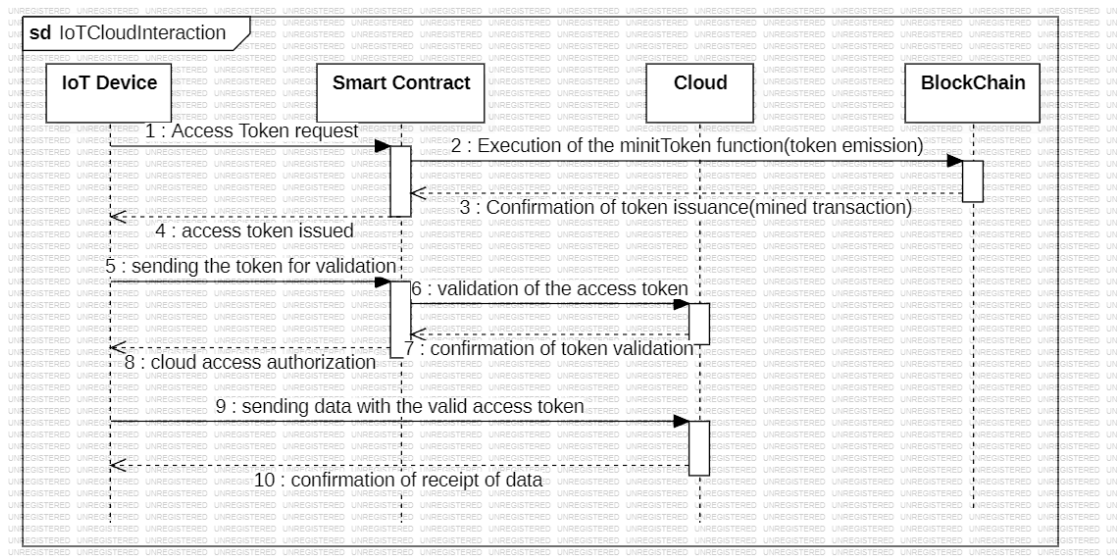 sd IoTCloudInteraction
IoT Device
Smart Contract
Cloud
BlockChain
1 : Access Token request
2 : Execution of the minitToken function(token emission)
3 : Confirmation of token issuance(mined transaction)
4 : access token issued
5 : sending the token for validation
6 : validation of the access token
7 : confirmation of token validation
8 : cloud access authorization
9 : sending data with the valid access token
10 : confirmation of receipt of data
UNREGISTERED